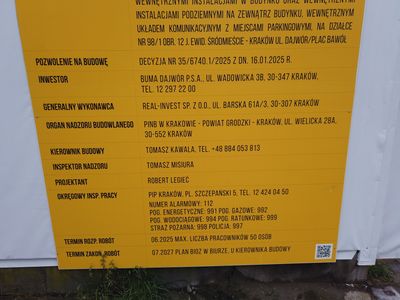 WEWNĘTRZNYMI INSTALACJAMI W BUDYNKU ORAZ WEWNĘTRZNYMI
INSTALACJAMI PODZIEMNYMI NA ZEWNĄTRZ BUDYNKU, WEWNĘTRZNYM
UKŁADEM KOMUNIKACYJNYM Z MIEJSCAMI PARKINGOWYMI, NA DZIAŁCE
NR 98/1 OBR. 12 J. EWID. ŚRÓDMIEŚCIE - KRAKÓW UL. DAJWÓR/PLAC BAWÓŁ
POZWOLENIE NA BUDOWĘ DECYZJA NR 35/6740.1/2025 Z DN. 16.01.2025 R.
INWESTOR BUMA DAJWÓR P.S.A., UL. WADOWICKA 3B, 30-347 KRAKÓW,
TEL. 12 297 22 00
GENERALNY WYKONAWCA REAL-INVEST SP. Z O.O., UL. BARSKA 61A/3, 30-307 KRAKÓW
ORGAN NADZORU BUDOWLANEGO PINB W KRAKOWIE - POWIAT GRODZKI - KRAKÓW, UL. WIELICKA 28A,
30-552 KRAKÓW
KIEROWNIK BUDOWY TOMASZ KAWALA, TEL. +48 884 053 813
INSPEKTOR NADZORU TOMASZ MISIURA
PROJEKTANT ROBERT LEGIEĆ
OKRĘGOWY INSP. PRACY PIP KRAKÓW, PL. SZCZEPAŃSKI 5, TEL. 12 424 04 50
NUMER ALARMOWY: 112
POG. ENERGETYCZNE: 991 POG. GAZOWE: 992
POG. WODOCIĄGOWE: 994 POG. RATUNKOWE: 999
STRAŻ POŻARNA: 998 POLICJA: 997
TERMIN ROZP. ROBÓT 06.2025 MAX. LICZBA PRACOWNIKÓW 50 OSÓB
TERMIN ZAKOŃ. ROBÓT 07.2027 PLAN BIOZ W BIURZE. U KIEROWNIKA BUDOWY